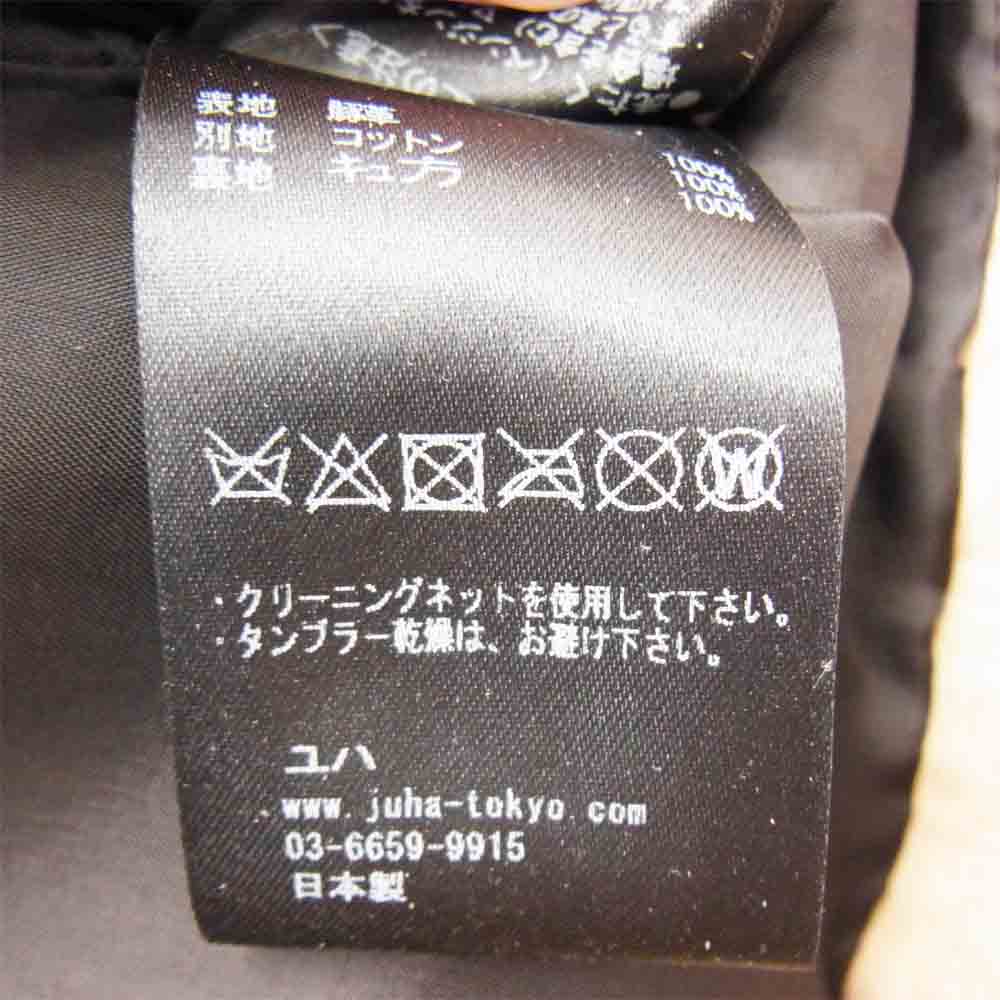 表地 豚革 100%
別地 コットン 100%
裏地 キュプラ 100%
W
・クリーニングネットを使用して下さい。
・タンブラー乾燥は、お避け下さい。
ユハ
www.juha-tokyo.com
03-6659-9915
日本製